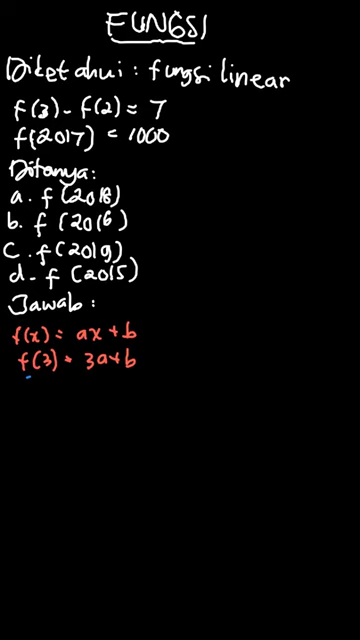 FUNGSI
Diketahui : fungsi linear
f(3) - f(2) = 7
f(2017) = 1000
Ditanya:
a. f (2018)
b. f (2016)
c. f (2019)
d. f (2015)
Jawab :
f(x) = ax + b
f(3) = 3a + b